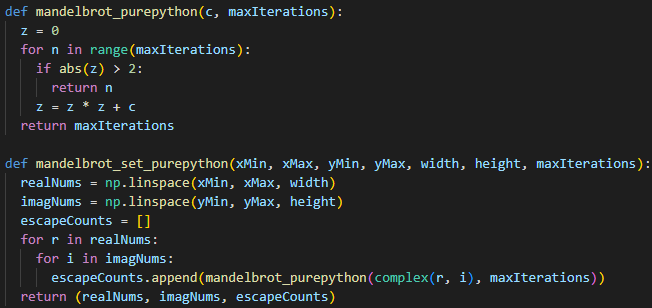 def mandelbrot_purepython(c, maxIterations):
  z = 0
  for n in range(maxIterations):
    if abs(z) > 2:
      return n
    z = z * z + c
  return maxIterations

def mandelbrot_set_purepython(xMin, xMax, yMin, yMax, width, height, maxIterations):
  realNums = np.linspace(xMin, xMax, width)
  imagNums = np.linspace(yMin, yMax, height)
  escapeCounts = []
  for r in realNums:
    for i in imagNums:
      escapeCounts.append(mandelbrot_purepython(complex(r, i), maxIterations))
  return (realNums, imagNums, escapeCounts)